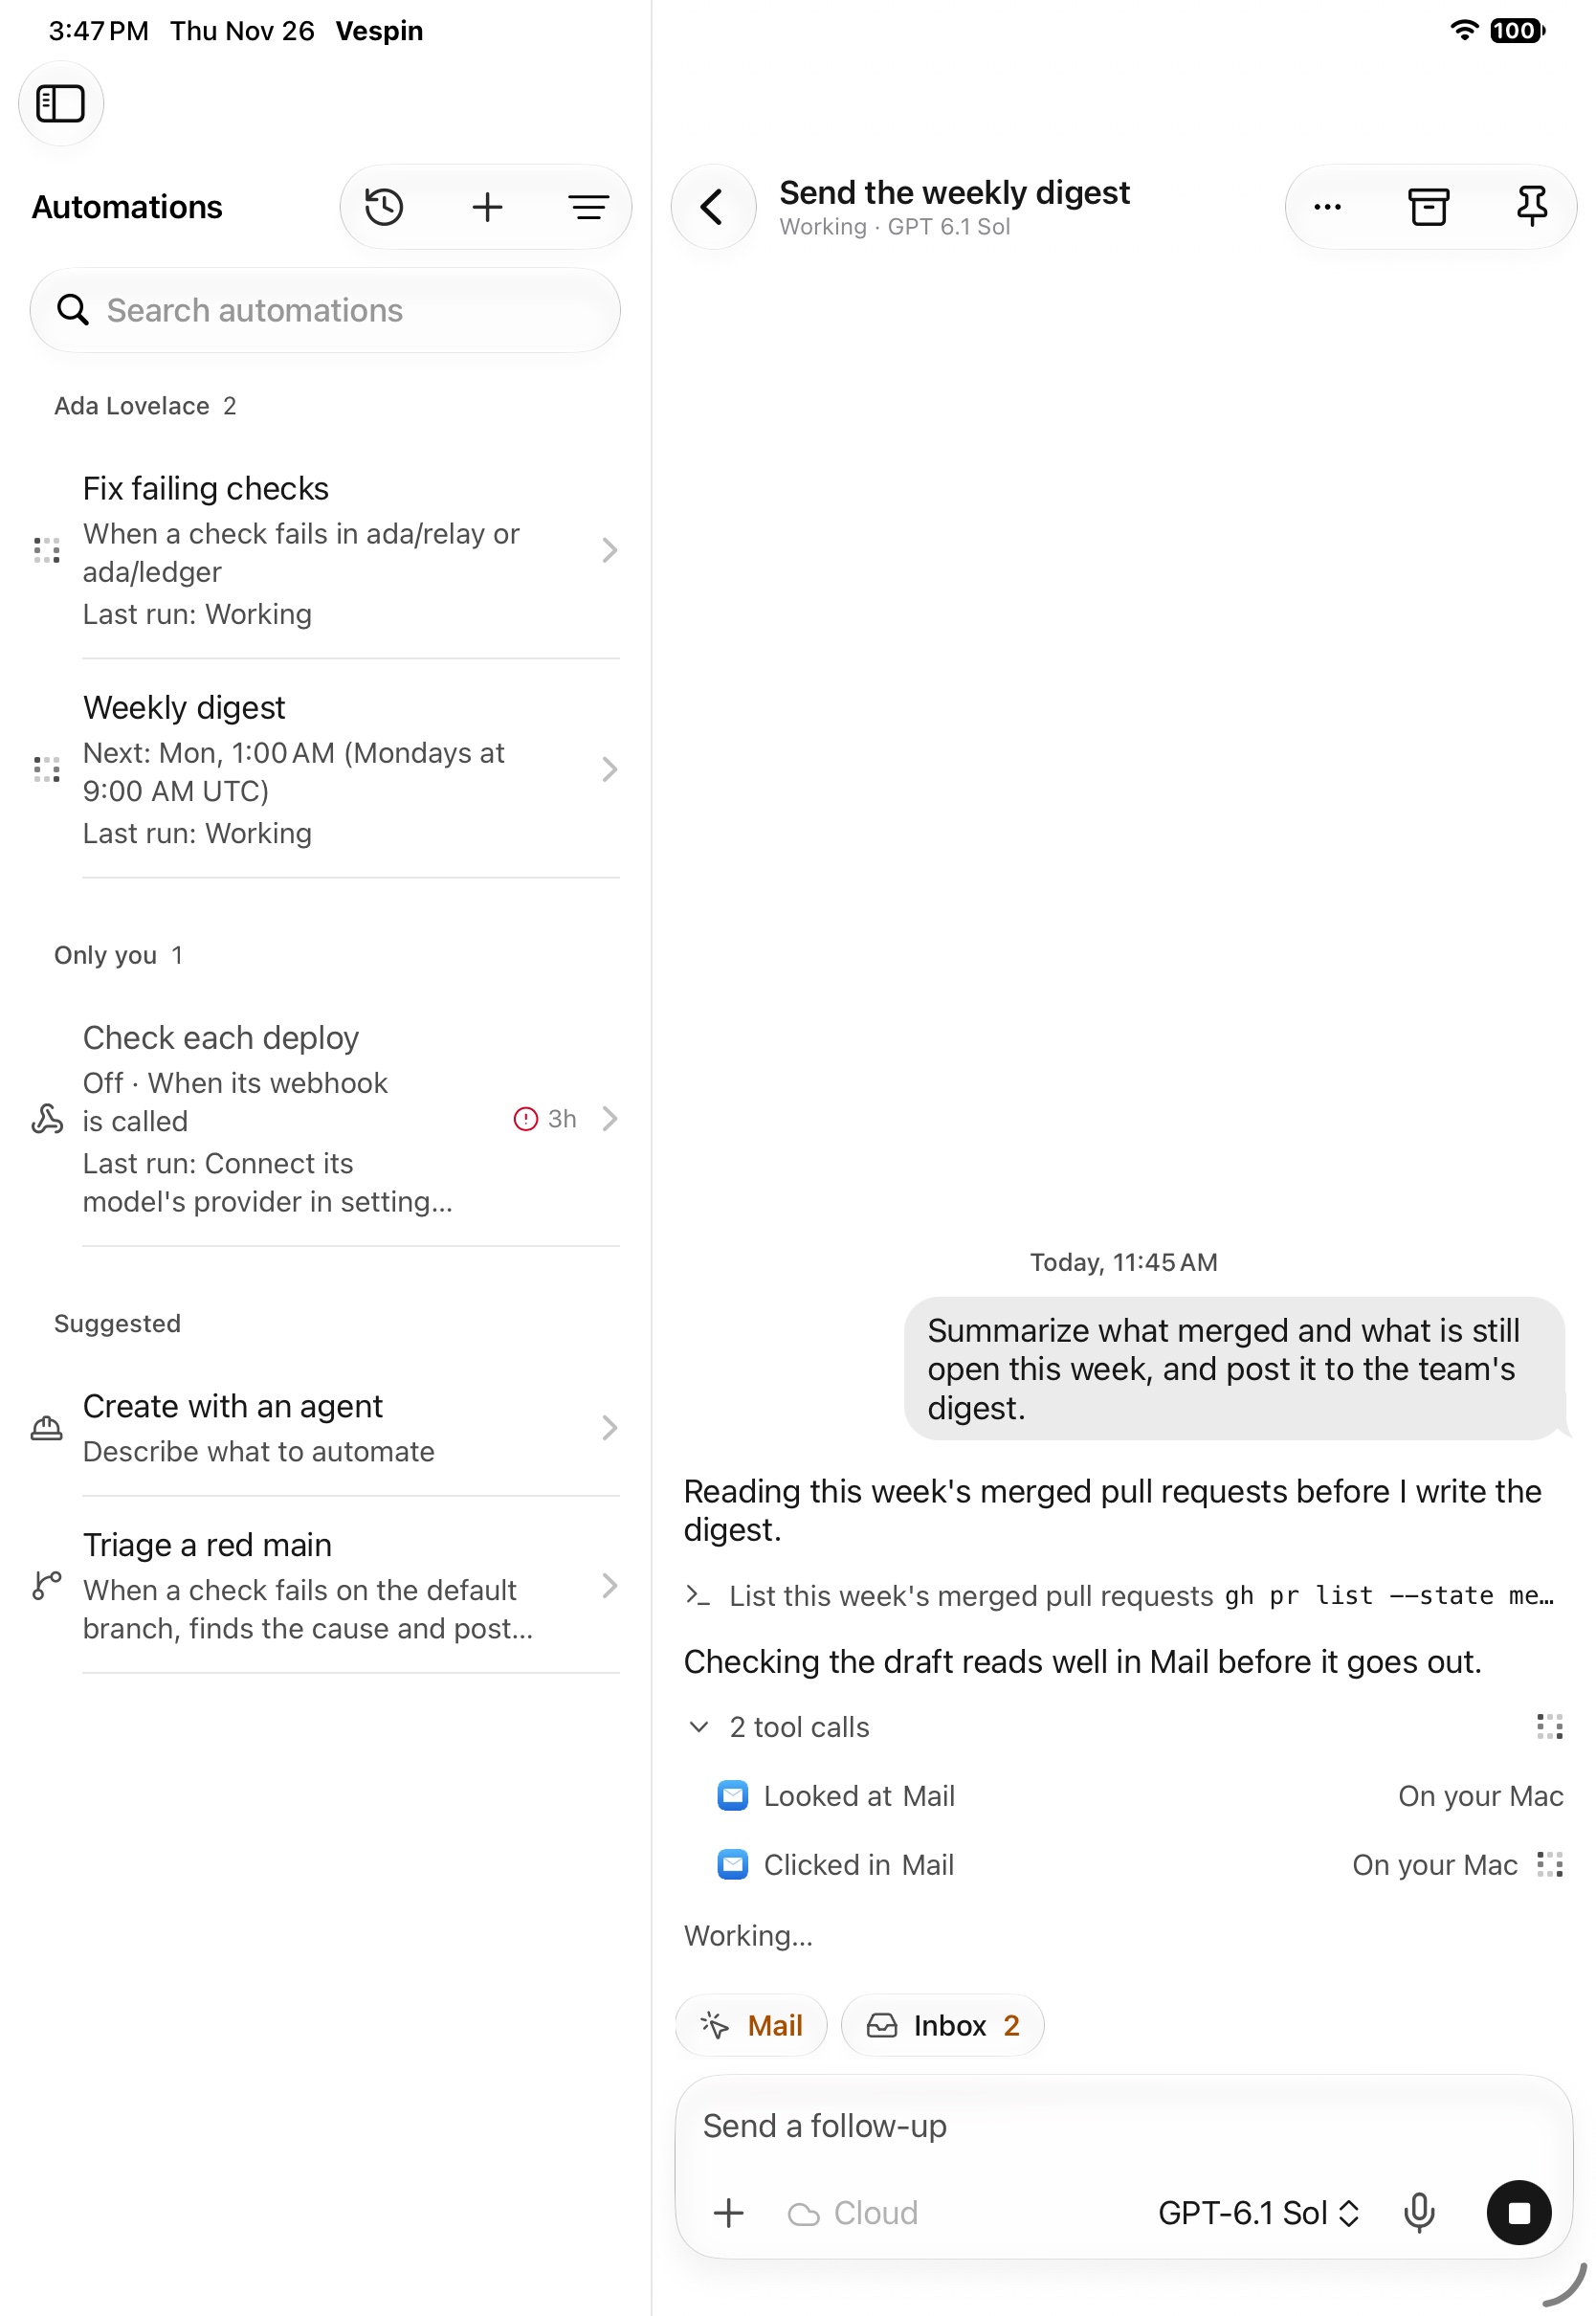 3:47 PM Thu Nov 26 Vespin
100
Automations
Search automations
Ada Lovelace 2
Fix failing checks
When a check fails in ada/relay or
ada/ledger
Last run: Working
Weekly digest
Next: Mon, 1:00 AM (Mondays at
9:00 AM UTC)
Last run: Working
Only you 1
Check each deploy
Off · When its webhook
is called
3h
Last run: Connect its
model's provider in setting...
Suggested
Create with an agent
Describe what to automate
Triage a red main
When a check fails on the default
branch, finds the cause and post...
Send the weekly digest
Working · GPT 6.1 Sol
Today, 11:45 AM
Summarize what merged and what is still
open this week, and post it to the team's
digest.
Reading this week's merged pull requests before I write the
digest.
List this week's merged pull requests gh pr list --state me...
Checking the draft reads well in Mail before it goes out.
2 tool calls
Looked at Mail On your Mac
Clicked in Mail On your Mac
Working...
Mail Inbox 2
Send a follow-up
Cloud GPT-6.1 Sol